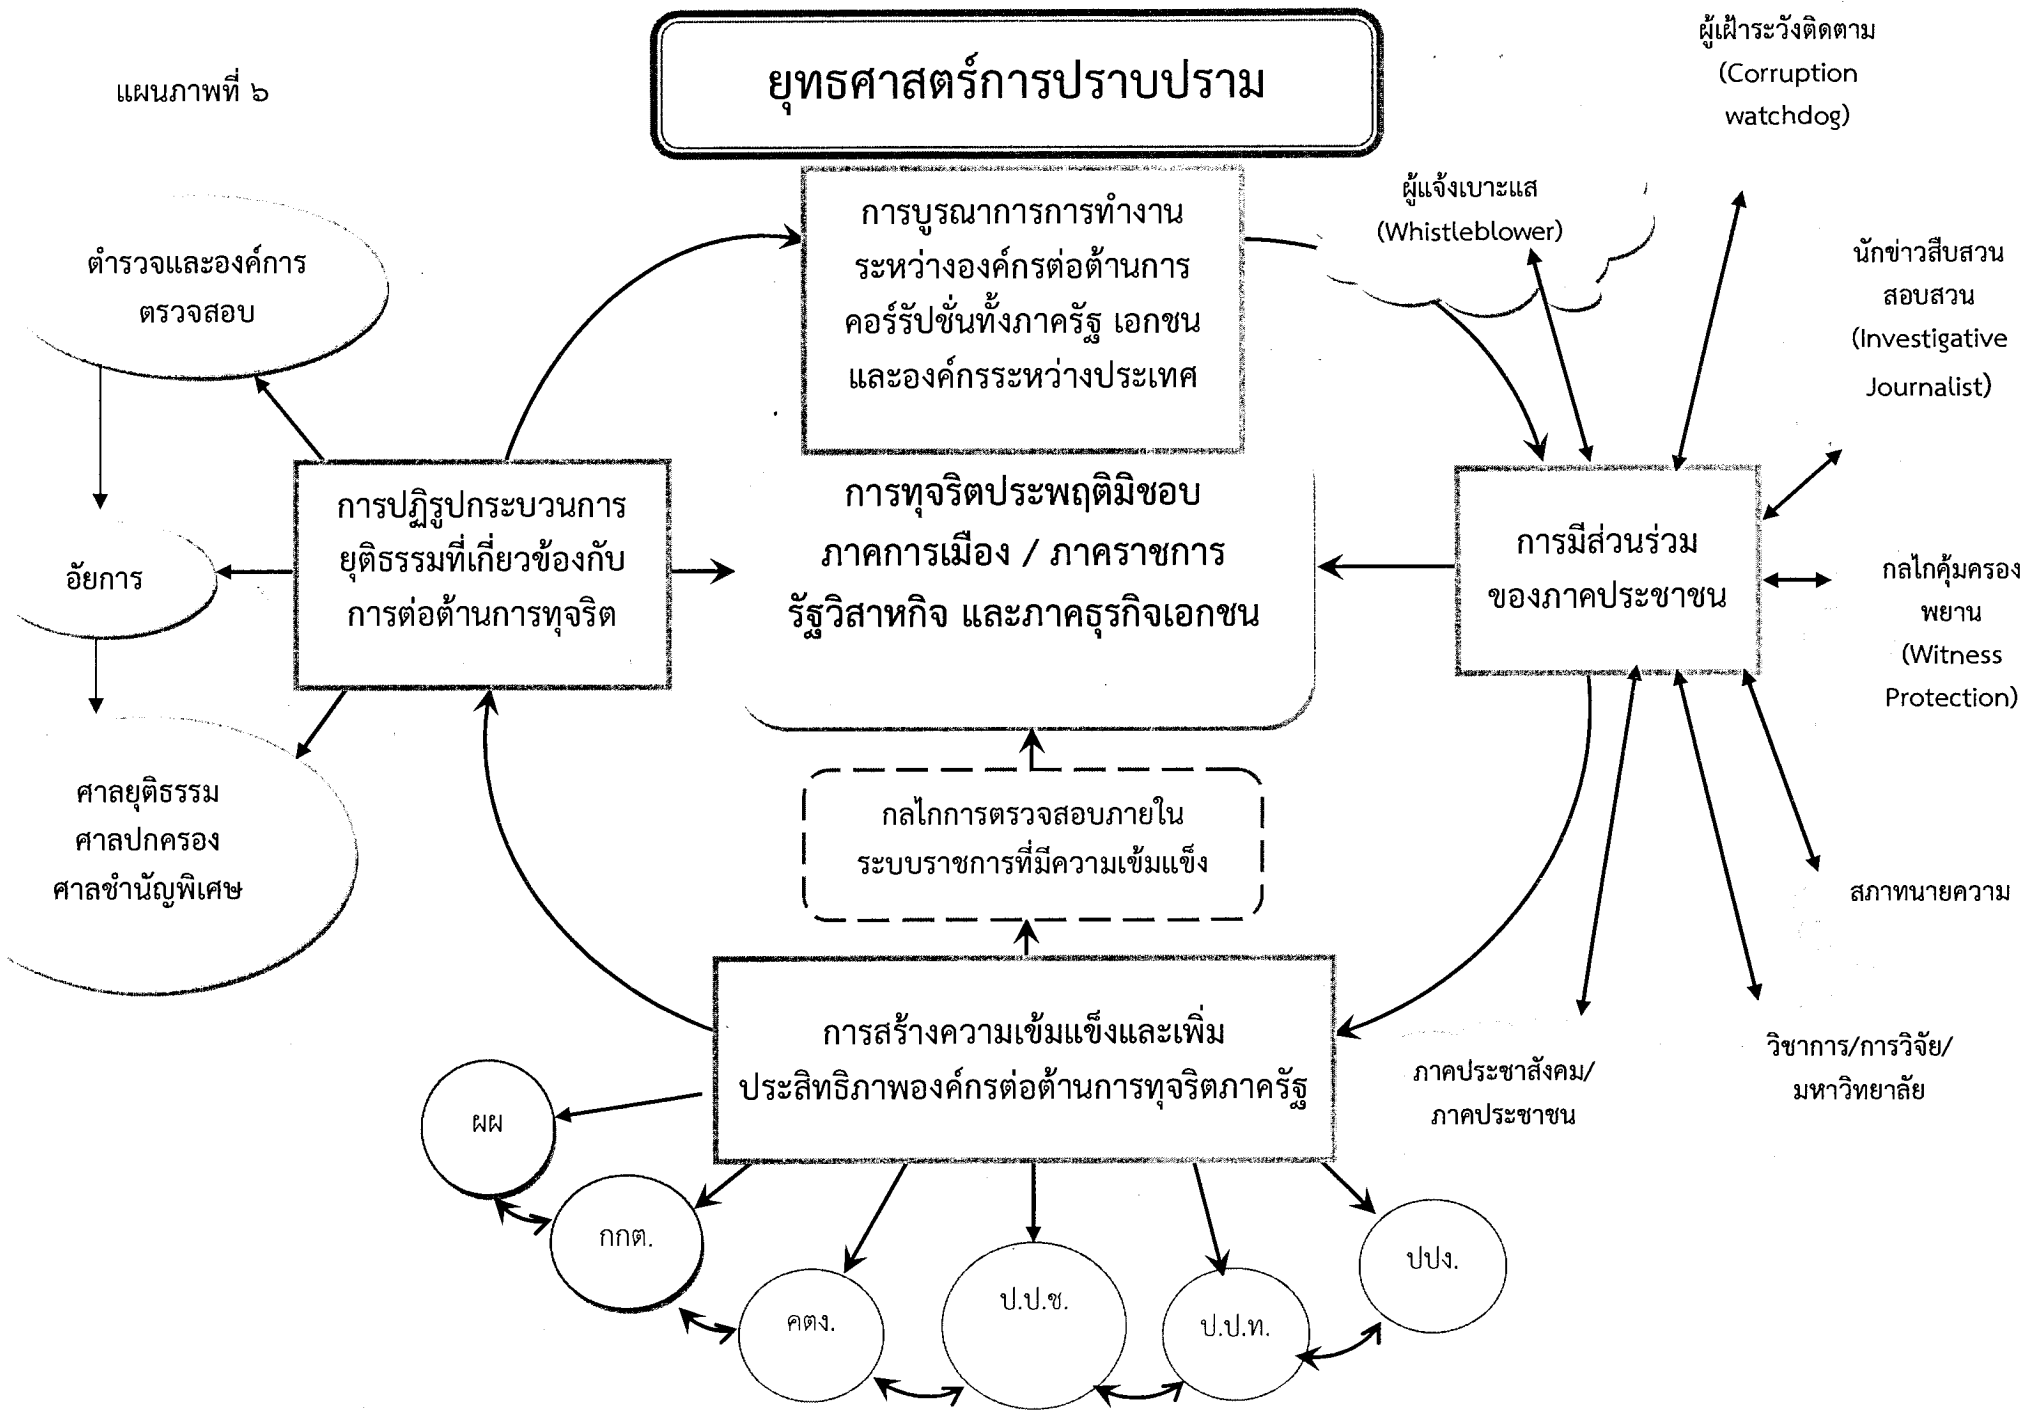 แผนภาพที่ ๖
ยุทธศาสตร์การปราบปราม
ผู้เฝ้าระวังติดตาม
(Corruption
watchdog)
ตำรวจและองค์การ
ตรวจสอบ
การบูรณาการการทำงาน
ระหว่างองค์กรต่อต้านการ
คอร์รัปชั่นทั้งภาครัฐ เอกชน
และองค์กรระหว่างประเทศ
ผู้แจ้งเบาะแส
(Whistleblower)
นักข่าวสืบสวน
สอบสวน
(Investigative
Journalist)
การปฏิรูปกระบวนการ
ยุติธรรมที่เกี่ยวข้องกับ
การต่อต้านการทุจริต
การทุจริตประพฤติมิชอบ
ภาคการเมือง / ภาคราชการ
รัฐวิสาหกิจ และภาคธุรกิจเอกชน
การมีส่วนร่วม
ของภาคประชาชน
อัยการ
กลไกคุ้มครอง
พยาน
(Witness
Protection)
ศาลยุติธรรม
ศาลปกครอง
ศาลชำนัญพิเศษ
กลไกการตรวจสอบภายใน
ระบบราชการที่มีความเข้มแข็ง
สภาทนายความ
การสร้างความเข้มแข็งและเพิ่ม
ประสิทธิภาพองค์กรต่อต้านการทุจริตภาครัฐ
ภาคประชาสังคม/
ภาคประชาชน
วิชาการ/การวิจัย/
มหาวิทยาลัย
ผผ
กกต.
คตง.
ป.ป.ช.
ป.ป.ท.
ปปง.